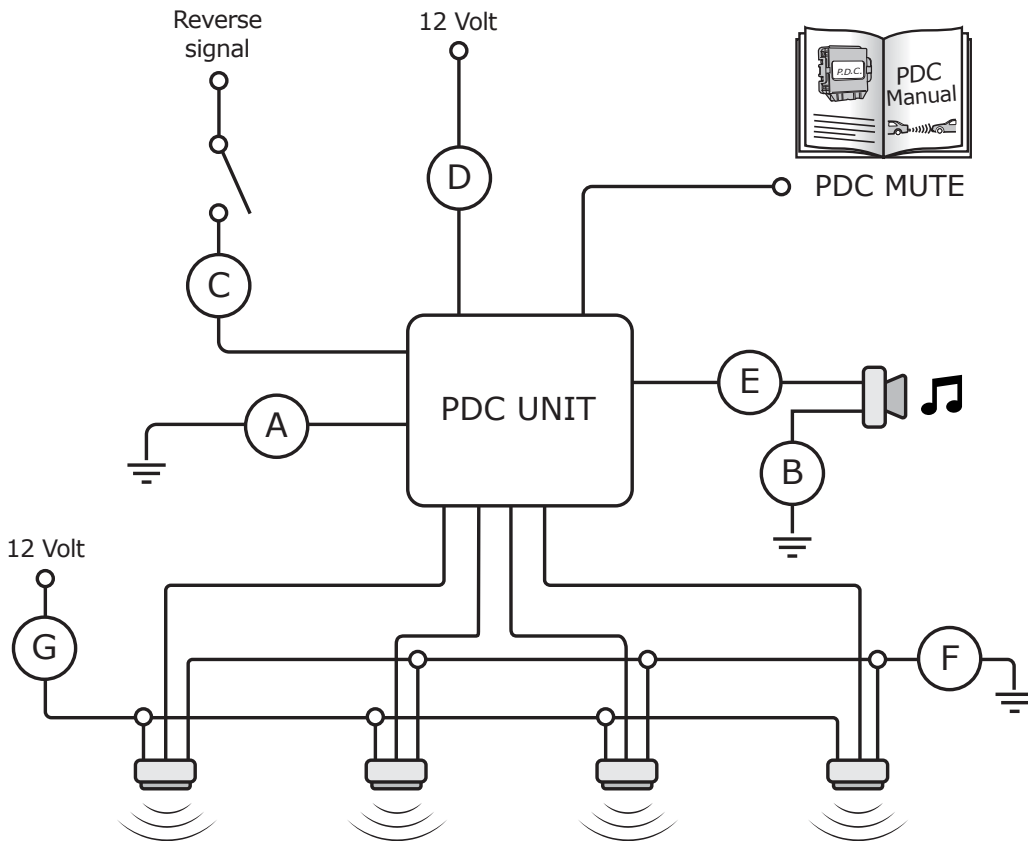 Reverse
signal
12 Volt
P.D.C.
PDC
Manual
PDC MUTE
D
C
PDC UNIT
E
A
B
12 Volt
G
F